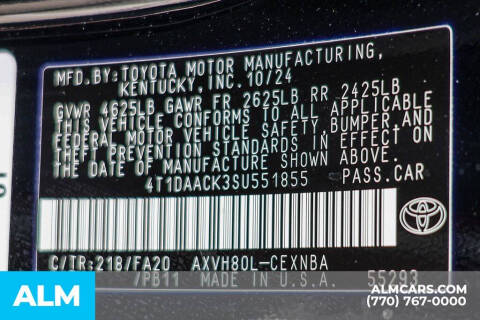 MFD.BY:TOYOTA MOTOR MANUFACTURING,
KENTUCKY,INC.10/24
GVWR 4625LB GAWR FR 2625LB RR 2425LB
THIS VEHICLE CONFORMS TO ALL APPLICABLE
FEDERAL MOTOR VEHICLE SAFETY,BUMPER,AND
THEFT PREVENTION STANDARDS IN EFFECT ON
THE DATE OF MANUFACTURE SHOWN ABOVE.
4T1DAACK3SU551855 PASS.CAR
C/TR:218/FA20 AXVH80L-CEXNBA
/PB11 MADE IN U.S.A. 55293
ALM
ALMCARS.COM
(770) 767-0000